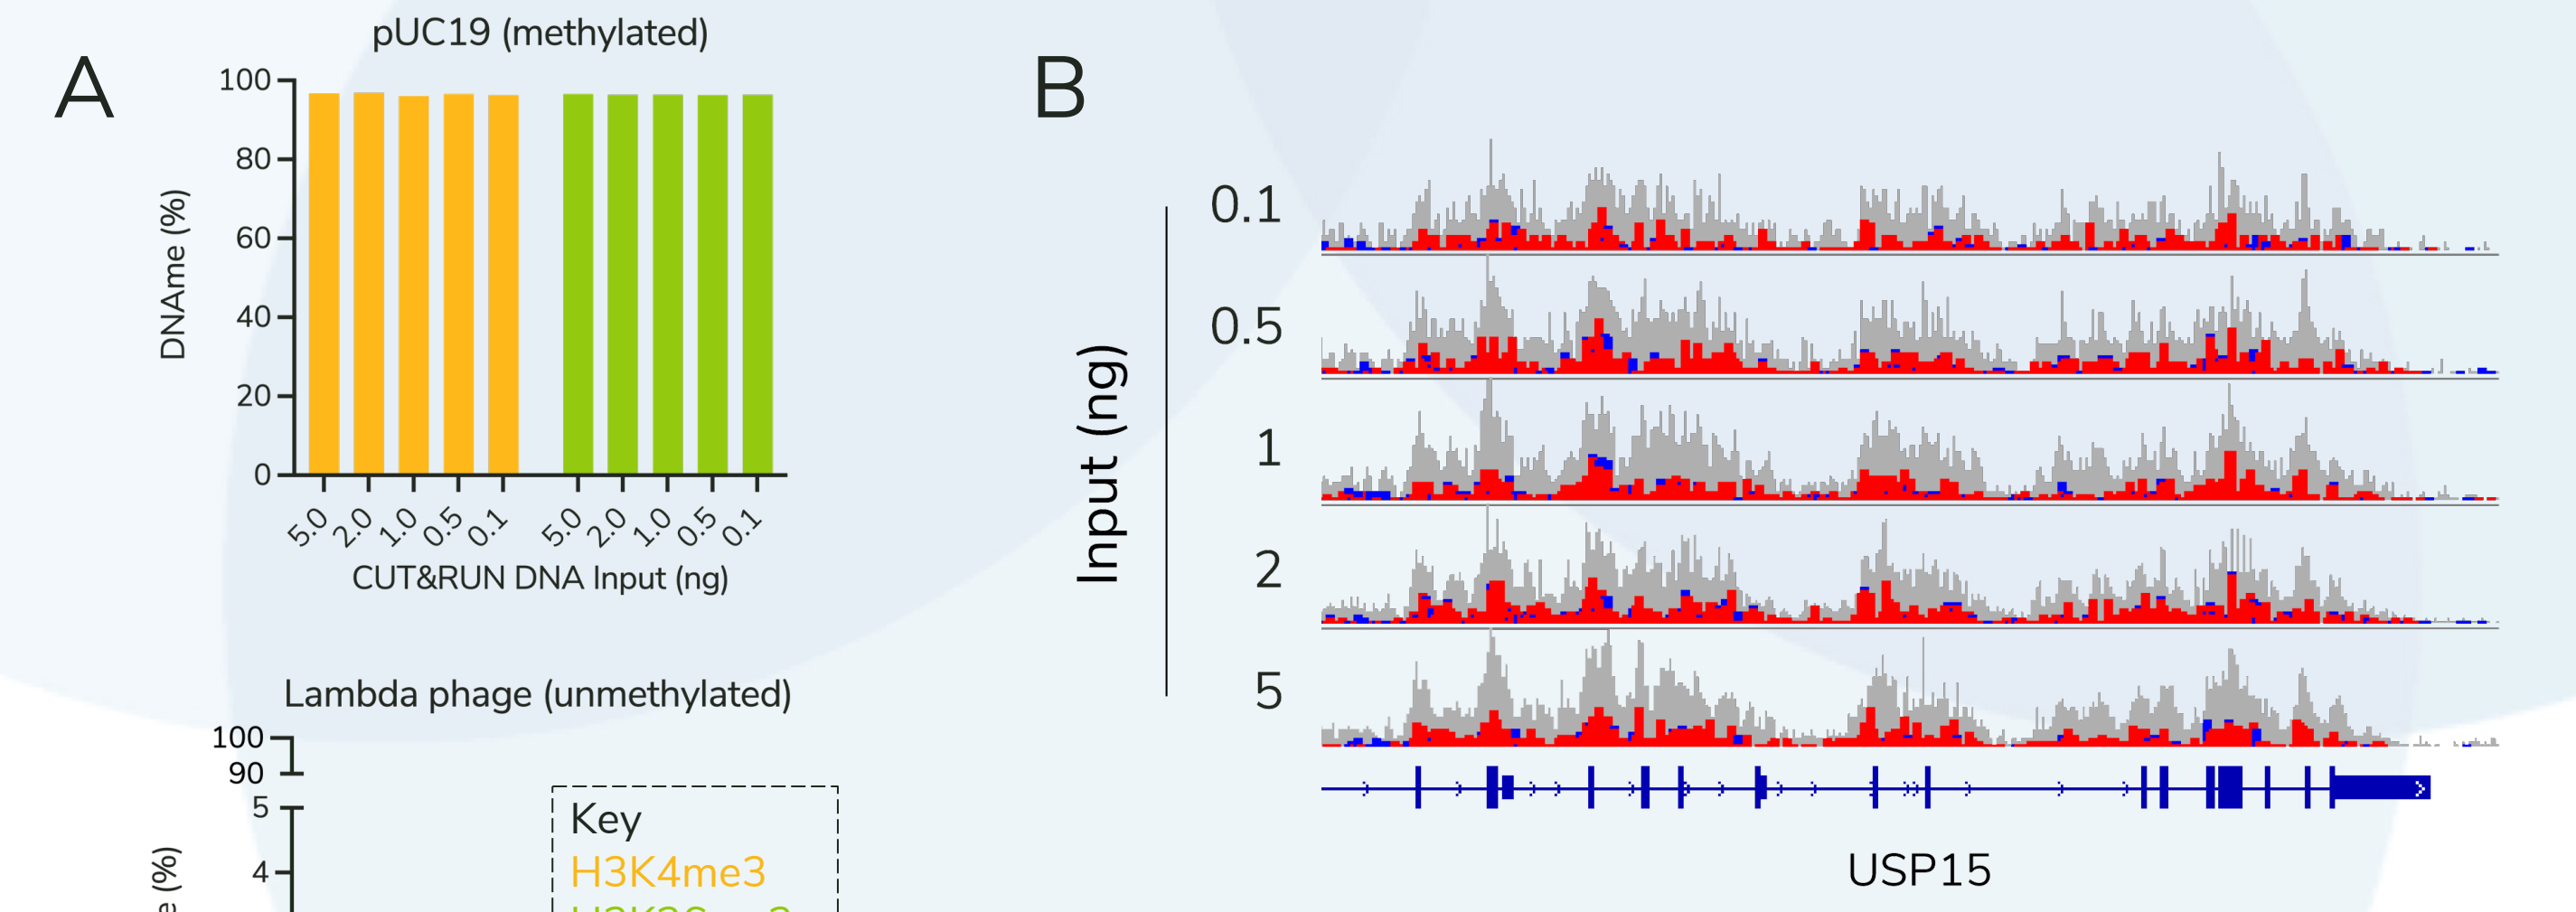 A
pUC19 (methylated)
100
80
60
40
20
0
DNAme (%)
5.0 2.0 1.0 0.5 0.1 5.0 2.0 1.0 0.5 0.1
CUT&RUN DNA Input (ng)
Lambda phage (unmethylated)
100
90
5
4
(%)
Key
H3K4me3
B
Input (ng)
0.1
0.5
1
2
5
USP15